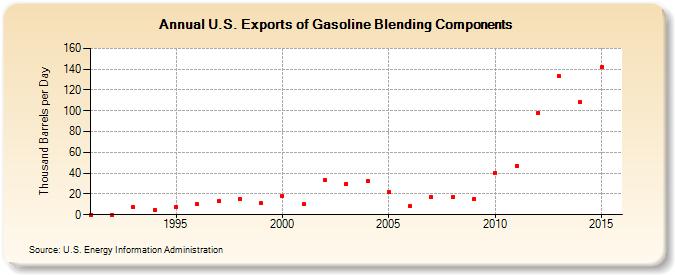 Annual U.S. Exports of Gasoline Blending Components
Thousand Barrels per Day
160
140
120
100
80
60
40
20
0
1995 2000 2005 2010 2015
Source: U.S. Energy Information Administration